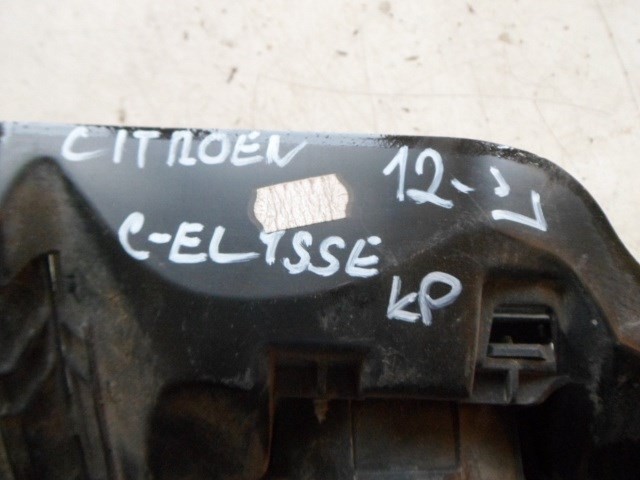 CITROEN 12-
C-ELYSSE
KP